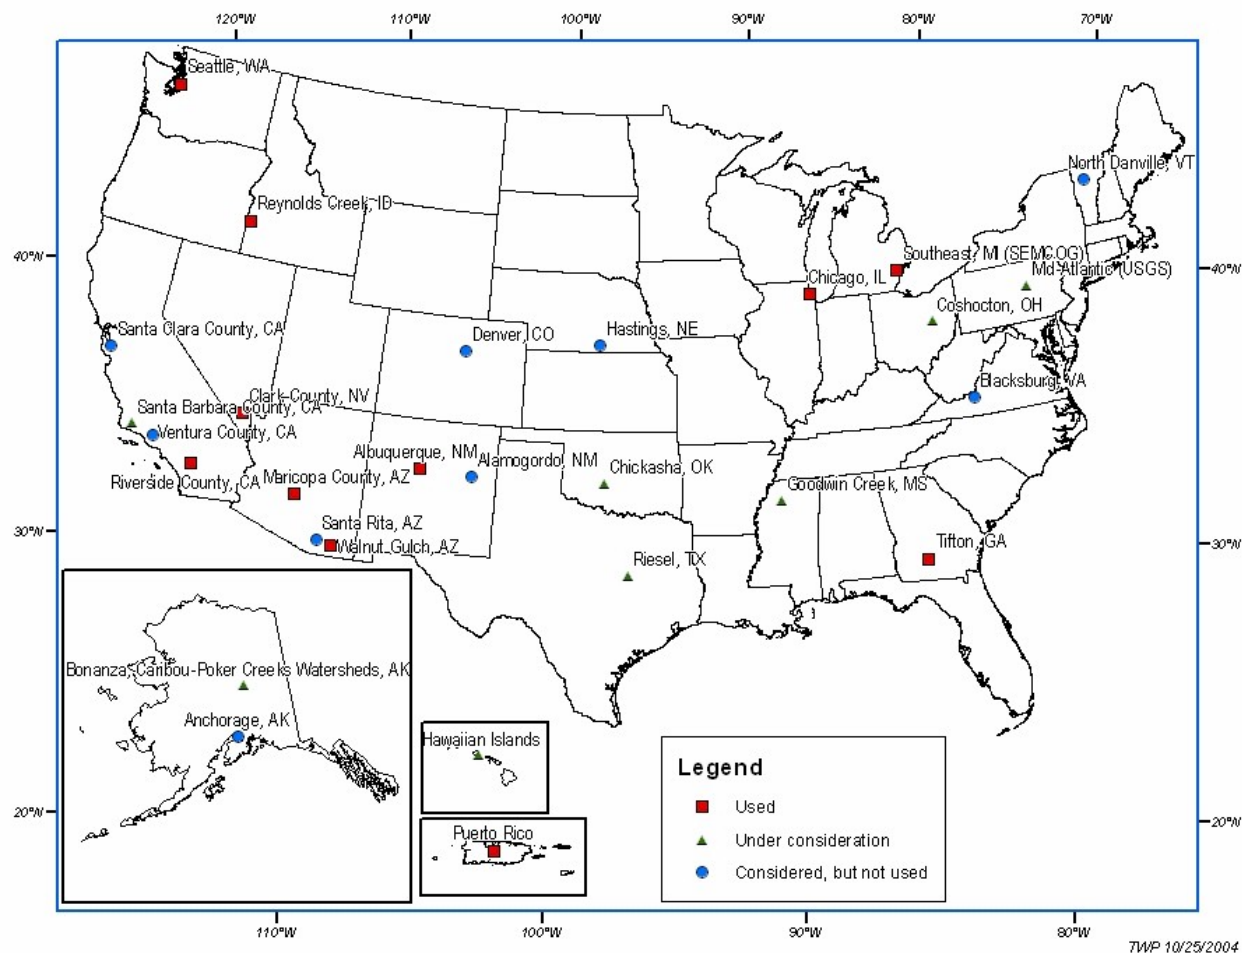 120°W 110°W 100°W 90°W 80°W 70°W
Seattle, WA
North Danville, VT
Reynolds Creek, ID
40°W
Southeast, MI (SEMCOG)
40°W
Md-Atlantic (USGS)
Chicago, IL
Coshocton, OH
Santa Clara County, CA
Denver, CO
Hastings, NE
Blacksburg, VA
Clark County, NV
Santa Barbara County, CA
Ventura County, CA
Albuquerque, NM
Alamogordo, NM
Chickasha, OK
Riverside County, CA
Maricopa County, AZ
Goodwin Creek, MS
Santa Rita, AZ
30°W
30°W
Walnut Gulch, AZ
Tifton, GA
Riesel, TX
Bonanza, Caribou-Poker Creeks Watersheds, AK
Anchorage, AK
Hawaiian Islands
Legend
Used
Under consideration
Considered, but not used
20°W
20°W
Puerto Rico
110°W 100°W 90°W 80°W
TWP 10/25/2004